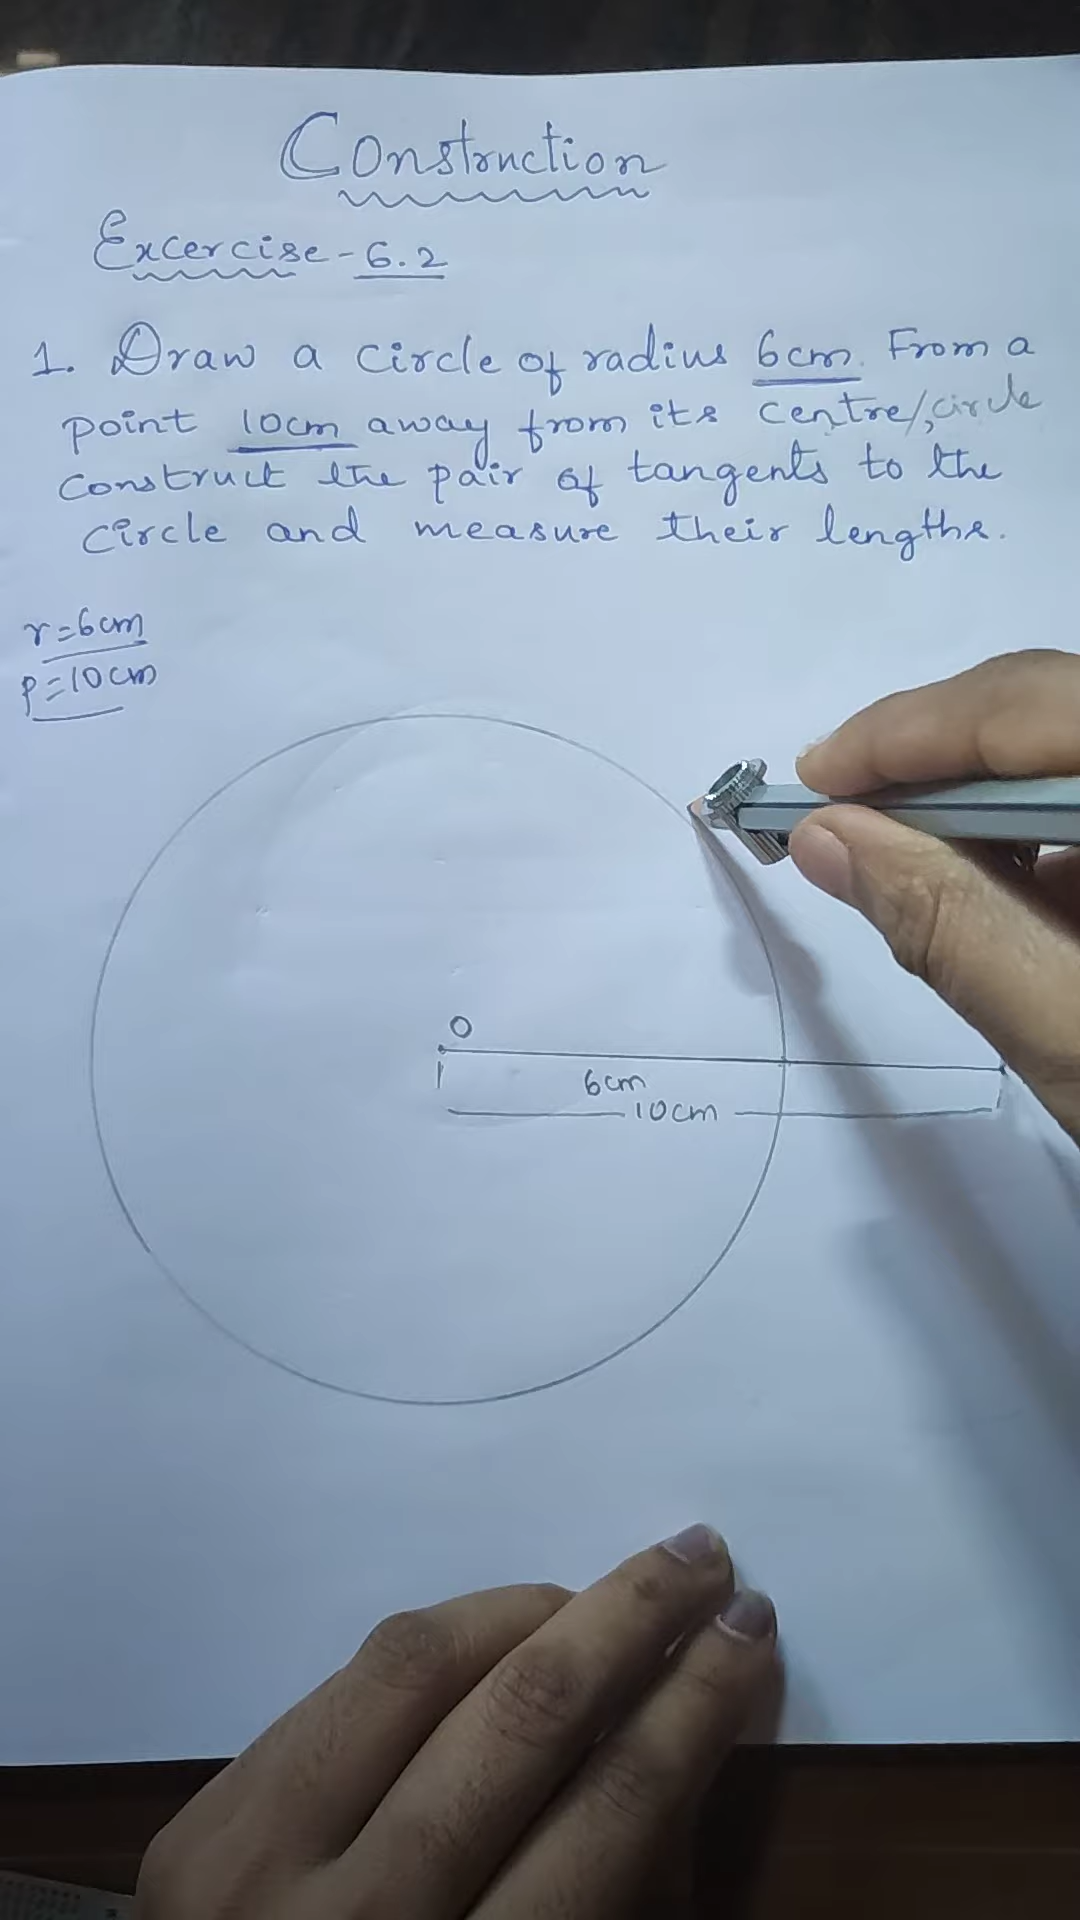 Construction
Excercise - 6.2
1. Draw a circle of radius 6cm. From a
point 10cm away from its centre/circle
construct the pair of tangents to the
circle and measure their lengths.
r=6cm
P=10cm
O
6cm
10cm